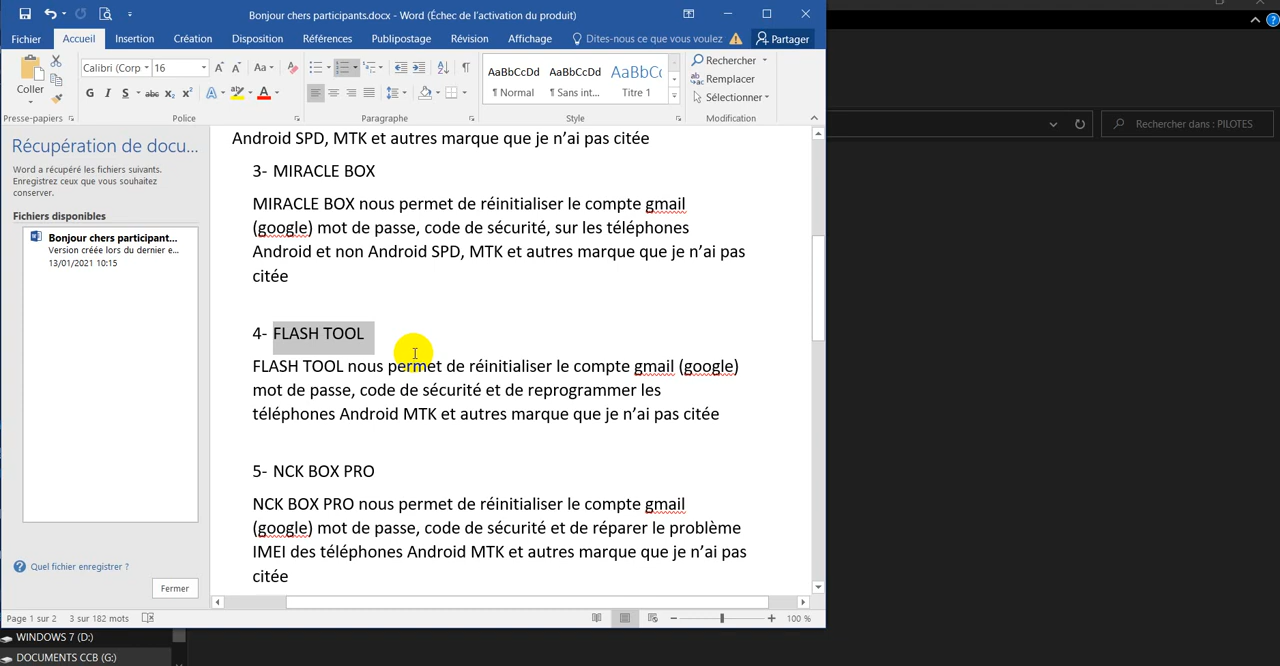 Bonjour chers participants.docx - Word (Échec de l'activation du produit)
Fichier
Accueil
Insertion
Création
Disposition
Références
Publipostage
Révision
Affichage
Dites-nous ce que vous voulez
Partager
Coller
Calibri (Corp
16
Aa
G I S abc x₂ x²
A
AaBbCcDd
AaBbCcDd
AaBbCc
¶ Normal
¶ Sans int...
Titre 1
Rechercher
Remplacer
Sélectionner
Presse-papiers
Police
Paragraphe
Style
Modification
Rechercher dans : PILOTES
Récupération de docu...
Word a récupéré les fichiers suivants.
Enregistrez ceux que vous souhaitez
conserver.
Fichiers disponibles
Bonjour chers participant...
Version créée lors du dernier e...
13/01/2021 10:15
Quel fichier enregistrer ?
Fermer
Android SPD, MTK et autres marque que je n'ai pas citée
3- MIRACLE BOX
MIRACLE BOX nous permet de réinitialiser le compte gmail
(google) mot de passe, code de sécurité, sur les téléphones
Android et non Android SPD, MTK et autres marque que je n'ai pas
citée
4- FLASH TOOL
FLASH TOOL nous permet de réinitialiser le compte gmail (google)
mot de passe, code de sécurité et de reprogrammer les
téléphones Android MTK et autres marque que je n'ai pas citée
5- NCK BOX PRO
NCK BOX PRO nous permet de réinitialiser le compte gmail
(google) mot de passe, code de sécurité et de réparer le problème
IMEI des téléphones Android MTK et autres marque que je n'ai pas
citée
Page 1 sur 2
3 sur 182 mots
100 %
WINDOWS 7 (D:)
DOCUMENTS CCB (G:)